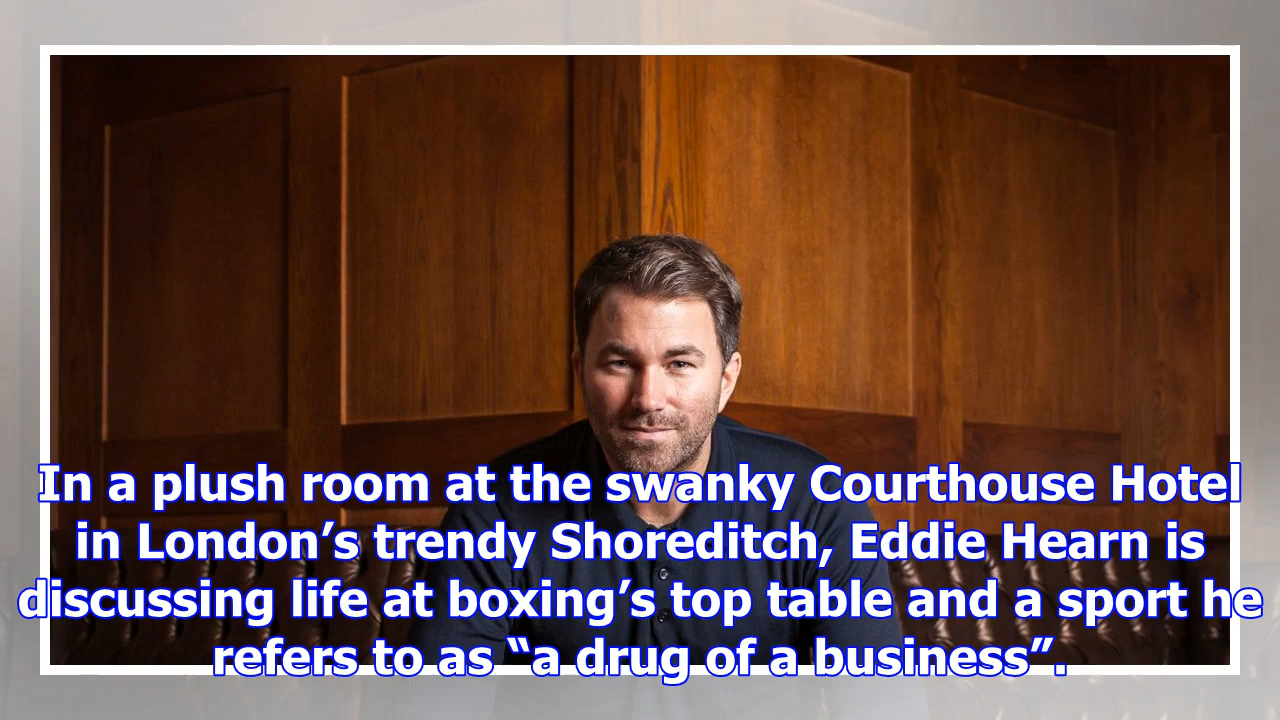 In a plush room at the swanky Courthouse Hotel
in London’s trendy Shoreditch, Eddie Hearn is
discussing life at boxing’s top table and a sport he
refers to as “a drug of a business”.